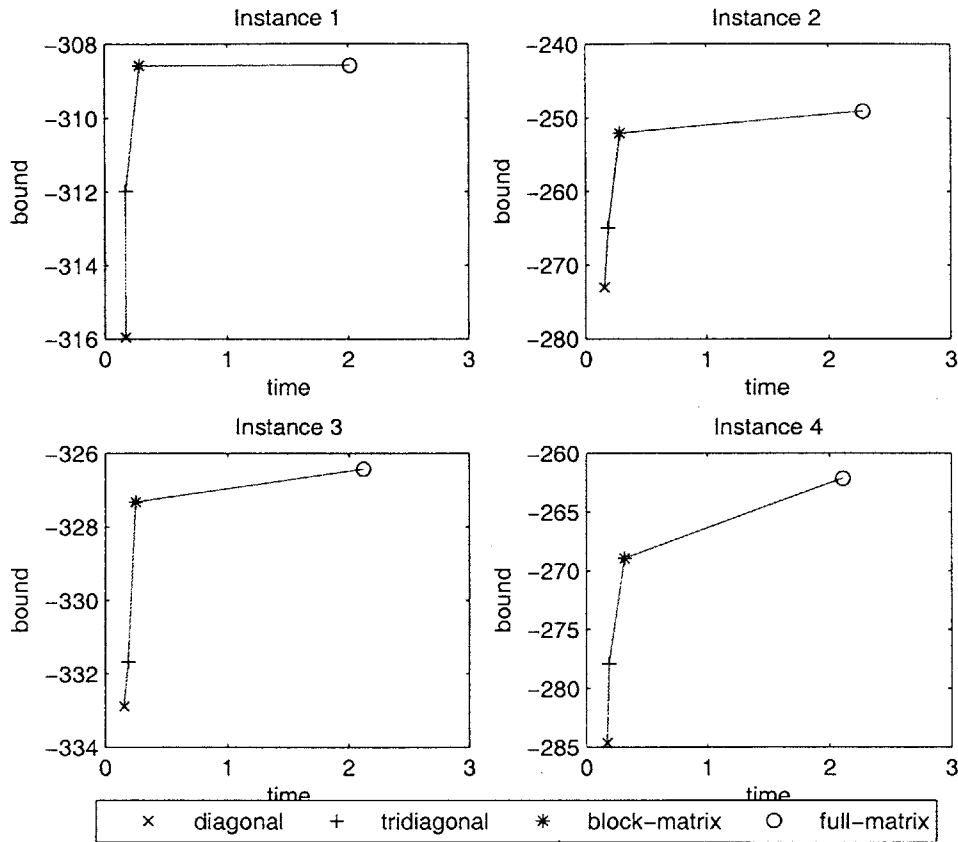 Instance 1
−308
−310
−312
−314
−316
bound
0 1 2 3
time
Instance 2
−240
−250
−260
−270
−280
bound
0 1 2 3
time
Instance 3
−326
−328
−330
−332
−334
bound
0 1 2 3
time
Instance 4
−260
−265
−270
−275
−280
−285
bound
0 1 2 3
time
diagonal tridiagonal block−matrix full−matrix